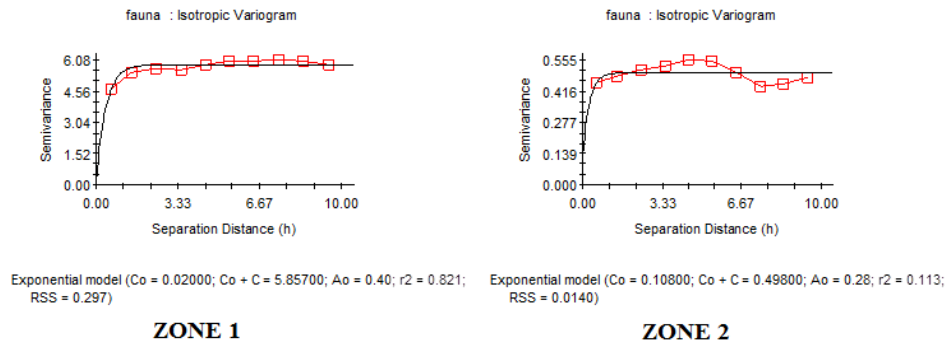 fauna : Isotropic Variogram
6.08
4.56
3.04
1.52
0.00
Semivariance
0.00 3.33 6.67 10.00
Separation Distance (h)
Exponential model (Co = 0.02000; Co + C = 5.85700; Ao = 0.40; r2 = 0.821;
RSS = 0.297)
ZONE 1
fauna : Isotropic Variogram
0.555
0.416
0.277
0.139
0.000
Semivariance
0.00 3.33 6.67 10.00
Separation Distance (h)
Exponential model (Co = 0.10800; Co + C = 0.49800; Ao = 0.28; r2 = 0.113;
RSS = 0.0140)
ZONE 2